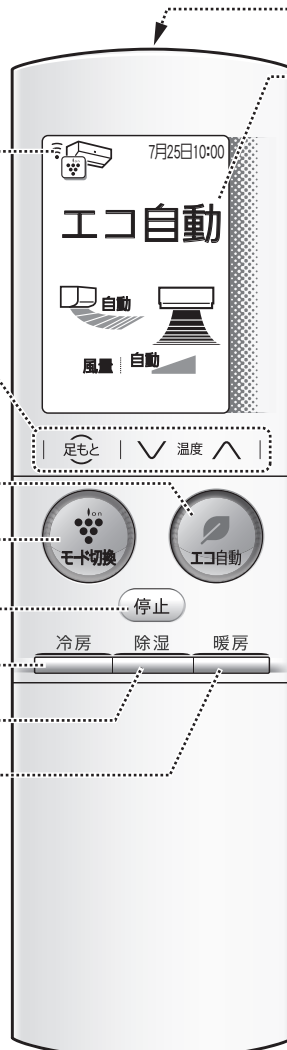 7月25日10:00
エコ自動
自動
風量 自動
足もと 温度
ion
モード切換 エコ自動
停止
冷房 除湿 暖房